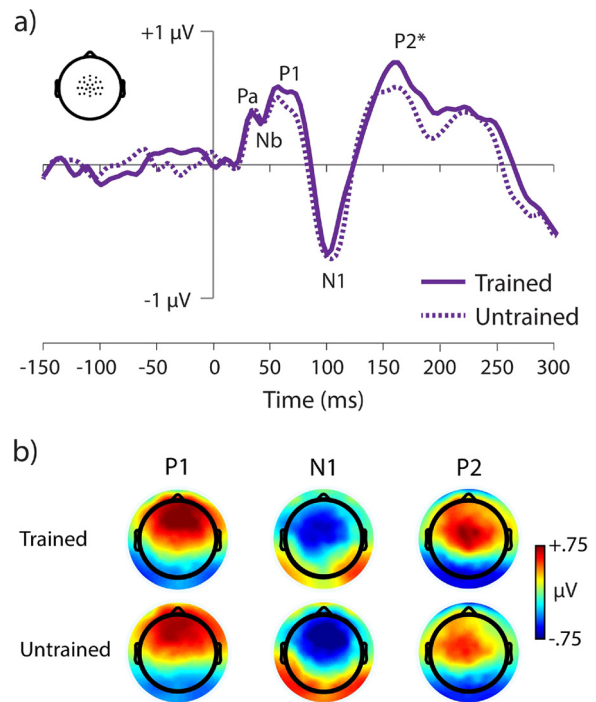 a)
+1 µV
P2*
P1
Pa
Nb
N1
Trained
Untrained
-1 µV
-150 -100 -50 0 50 100 150 200 250 300
Time (ms)
b)
P1 N1 P2
Trained
+.75
µV
-.75
Untrained